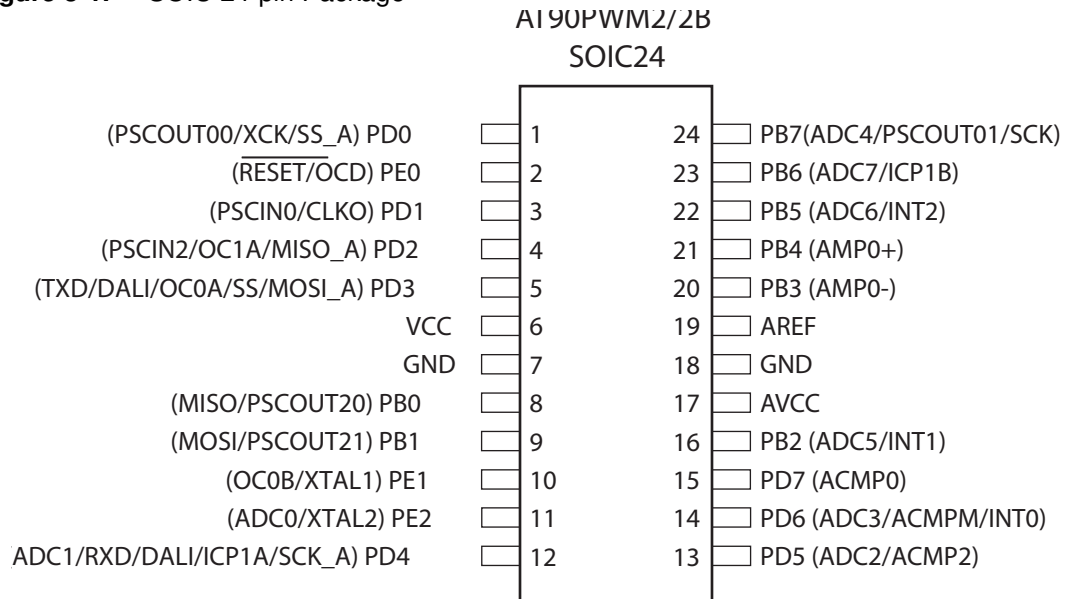 SOIC 24-pin Package
AT90PWM2/2B
SOIC24
(PSCOUT00/XCK/SS_A) PD0 1 24 PB7(ADC4/PSCOUT01/SCK)
(RESET/OCD) PE0 2 23 PB6 (ADC7/ICP1B)
(PSCIN0/CLKO) PD1 3 22 PB5 (ADC6/INT2)
(PSCIN2/OC1A/MISO_A) PD2 4 21 PB4 (AMP0+)
(TXD/DALI/OC0A/SS/MOSI_A) PD3 5 20 PB3 (AMP0-)
VCC 6 19 AREF
GND 7 18 GND
(MISO/PSCOUT20) PB0 8 17 AVCC
(MOSI/PSCOUT21) PB1 9 16 PB2 (ADC5/INT1)
(OC0B/XTAL1) PE1 10 15 PD7 (ACMP0)
(ADC0/XTAL2) PE2 11 14 PD6 (ADC3/ACMPM/INT0)
ADC1/RXD/DALI/ICP1A/SCK_A) PD4 12 13 PD5 (ADC2/ACMP2)